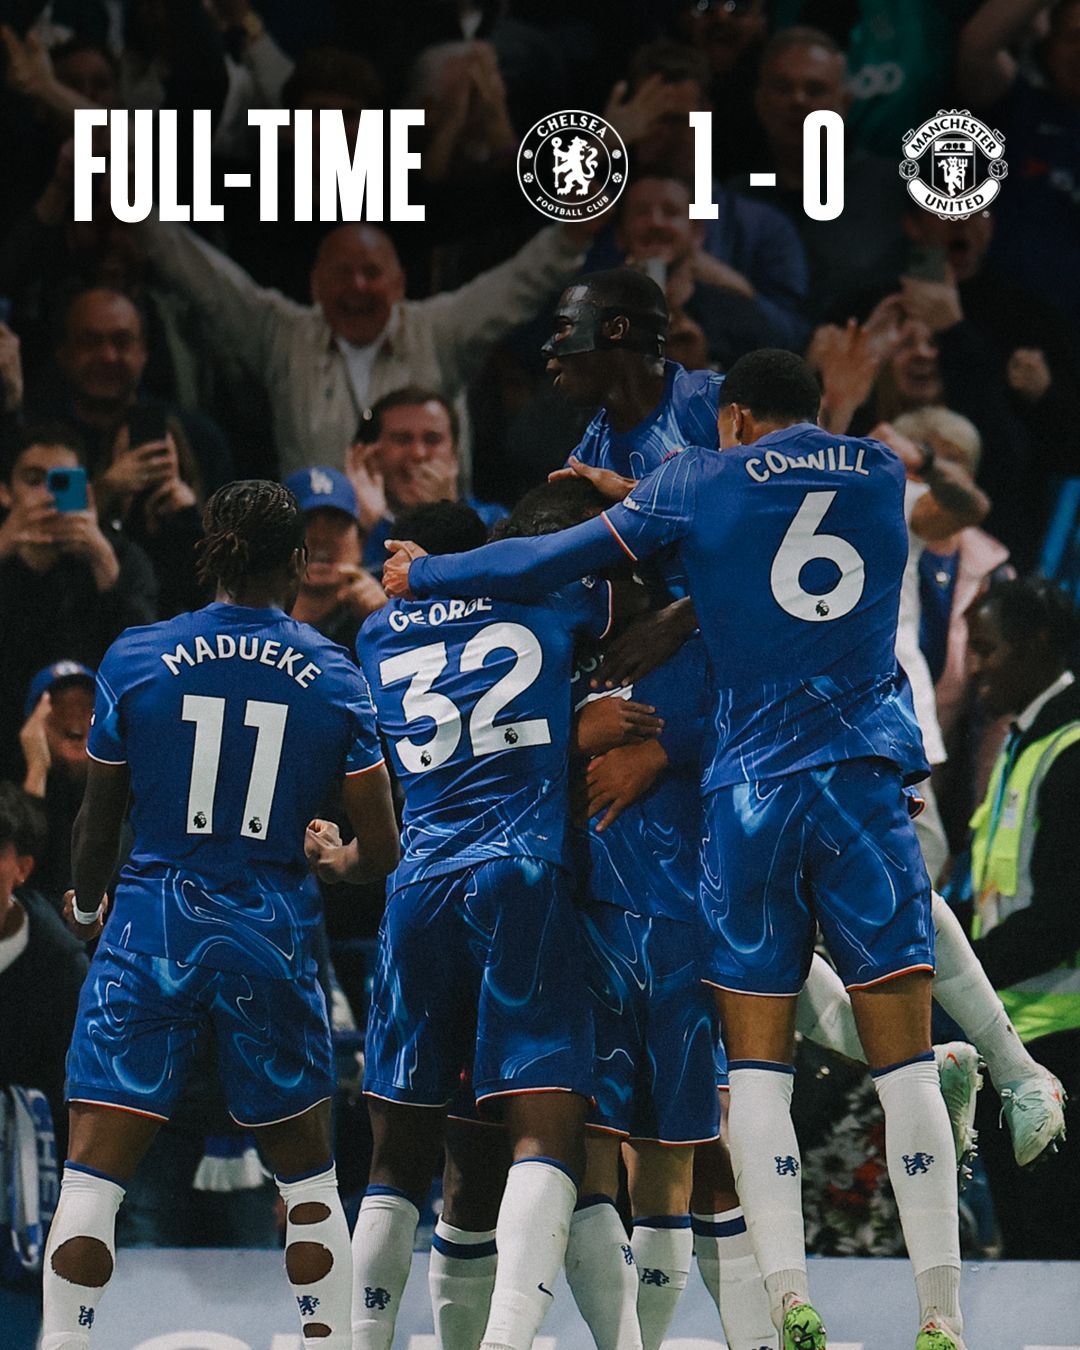 FULL-TIME
CHELSEA
FOOTBALL CLUB
1 - 0
MANCHESTER
UNITED
COLWILL
6
GEORGE
32
MADUEKE
11